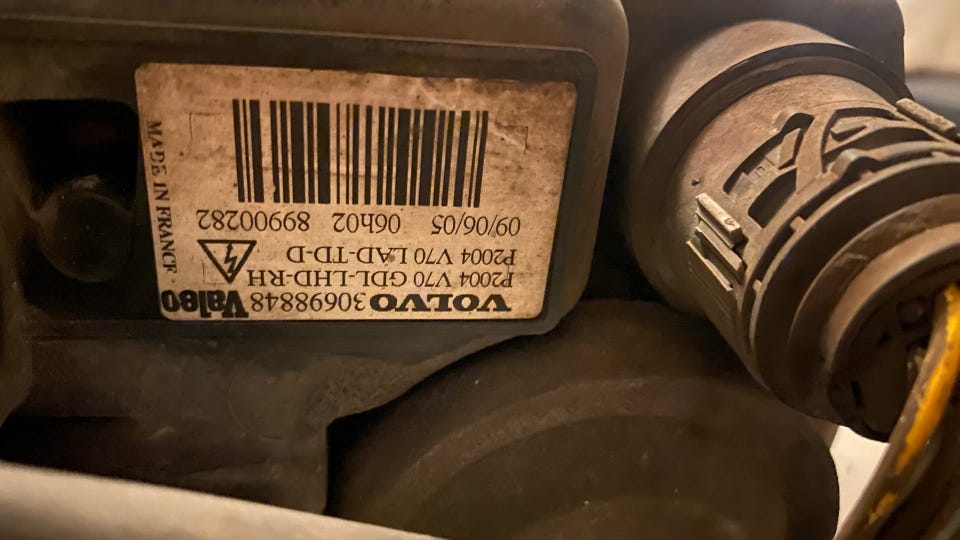 VOLVO 30698848 Valeo
P2004 V70 GDL-LHD-RH
P2004 V70 LAD-TD-D
09/06/05 06h02 89900282
MADE IN FRANCE